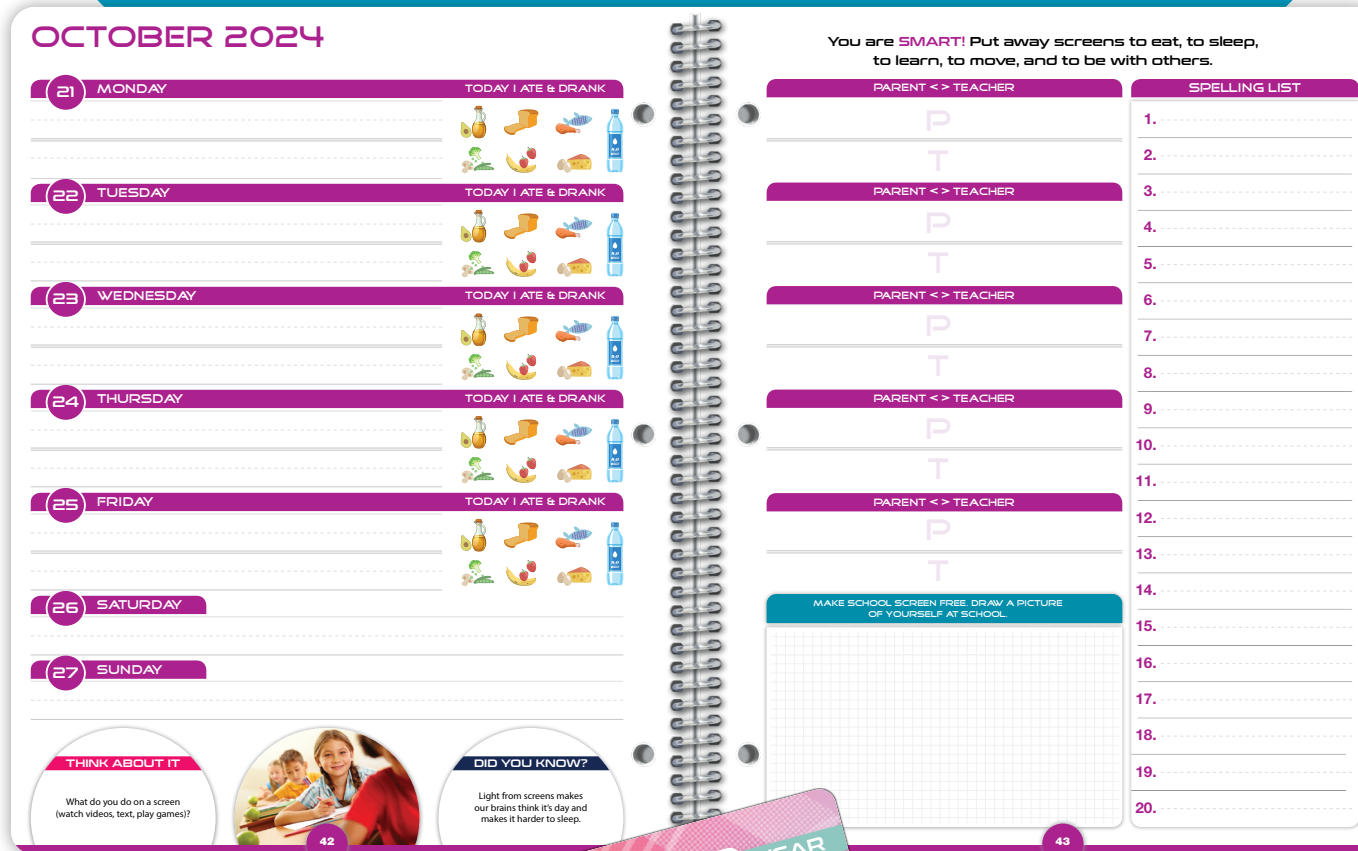 OCTOBER 2024
21 MONDAY TODAY I ATE & DRANK
22 TUESDAY TODAY I ATE & DRANK
23 WEDNESDAY TODAY I ATE & DRANK
24 THURSDAY TODAY I ATE & DRANK
25 FRIDAY TODAY I ATE & DRANK
26 SATURDAY
27 SUNDAY
THINK ABOUT IT
What do you do on a screen
(watch videos, text, play games)?
DID YOU KNOW?
Light from screens makes
our brains think it's day and
makes it harder to sleep.
42
You are SMART! Put away screens to eat, to sleep,
to learn, to move, and to be with others.
PARENT < > TEACHER
P
T
PARENT < > TEACHER
P
T
PARENT < > TEACHER
P
T
PARENT < > TEACHER
P
T
PARENT < > TEACHER
P
T
MAKE SCHOOL SCREEN FREE. DRAW A PICTURE
OF YOURSELF AT SCHOOL.
SPELLING LIST
1.
2.
3.
4.
5.
6.
7.
8.
9.
10.
11.
12.
13.
14.
15.
16.
17.
18.
19.
20.
43
YEAR